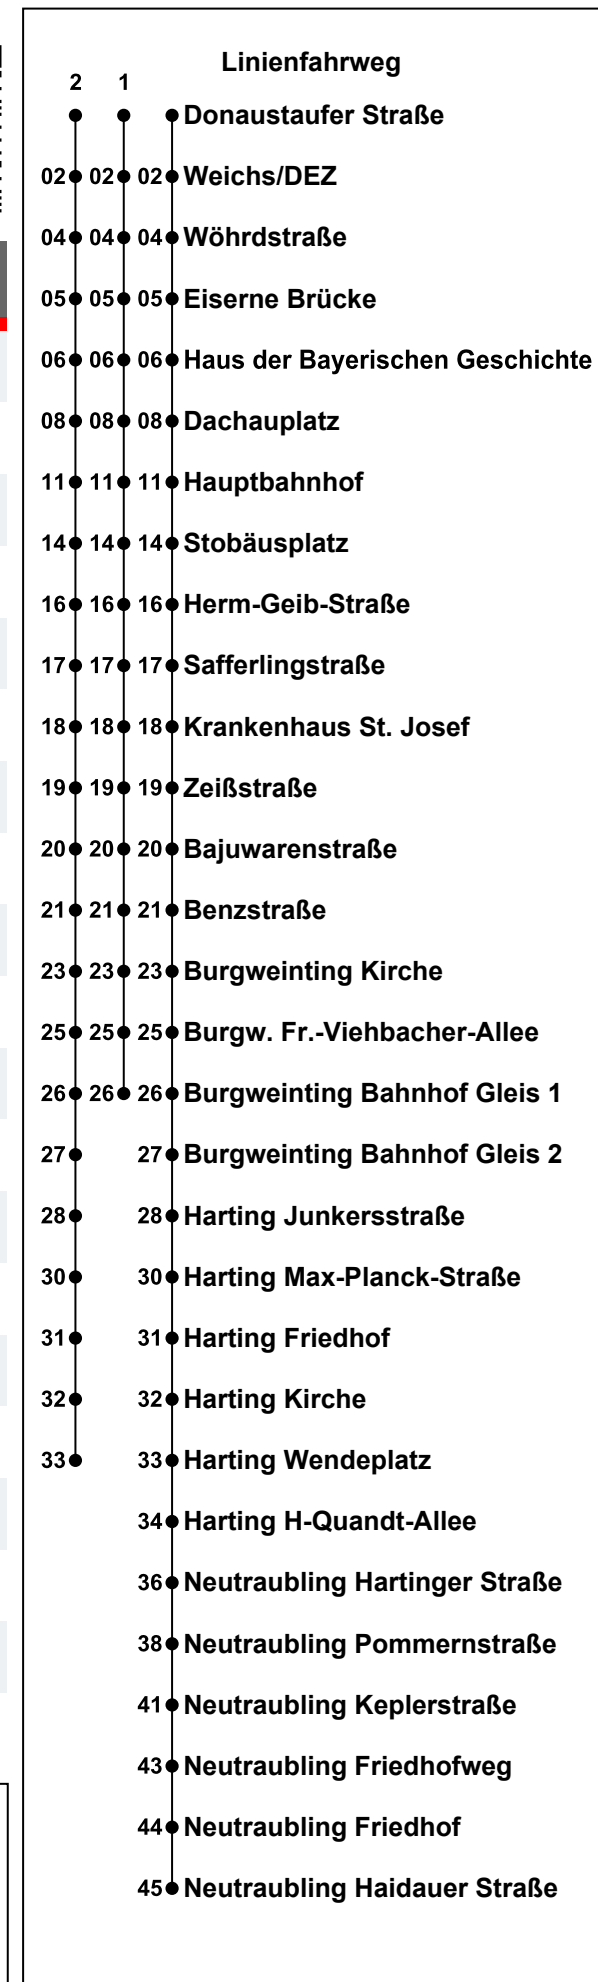 Linienfahrweg
2 1
Donaustaufer Straße
02 02 02 Weichs/DEZ
04 04 04 Wöhrdstraße
05 05 05 Eiserne Brücke
06 06 06 Haus der Bayerischen Geschichte
08 08 08 Dachauplatz
11 11 11 Hauptbahnhof
14 14 14 Stobäusplatz
16 16 16 Herm-Geib-Straße
17 17 17 Safferlingstraße
18 18 18 Krankenhaus St. Josef
19 19 19 Zeißstraße
20 20 20 Bajuwarenstraße
21 21 21 Benzstraße
23 23 23 Burgweinting Kirche
25 25 25 Burgw. Fr.-Viehbacher-Allee
26 26 26 Burgweinting Bahnhof Gleis 1
27 27 Burgweinting Bahnhof Gleis 2
28 28 Harting Junkersstraße
30 30 Harting Max-Planck-Straße
31 31 Harting Friedhof
32 32 Harting Kirche
33 33 Harting Wendeplatz
34 Harting H-Quandt-Allee
36 Neutraubling Hartinger Straße
38 Neutraubling Pommernstraße
41 Neutraubling Keplerstraße
43 Neutraubling Friedhofweg
44 Neutraubling Friedhof
45 Neutraubling Haidauer Straße